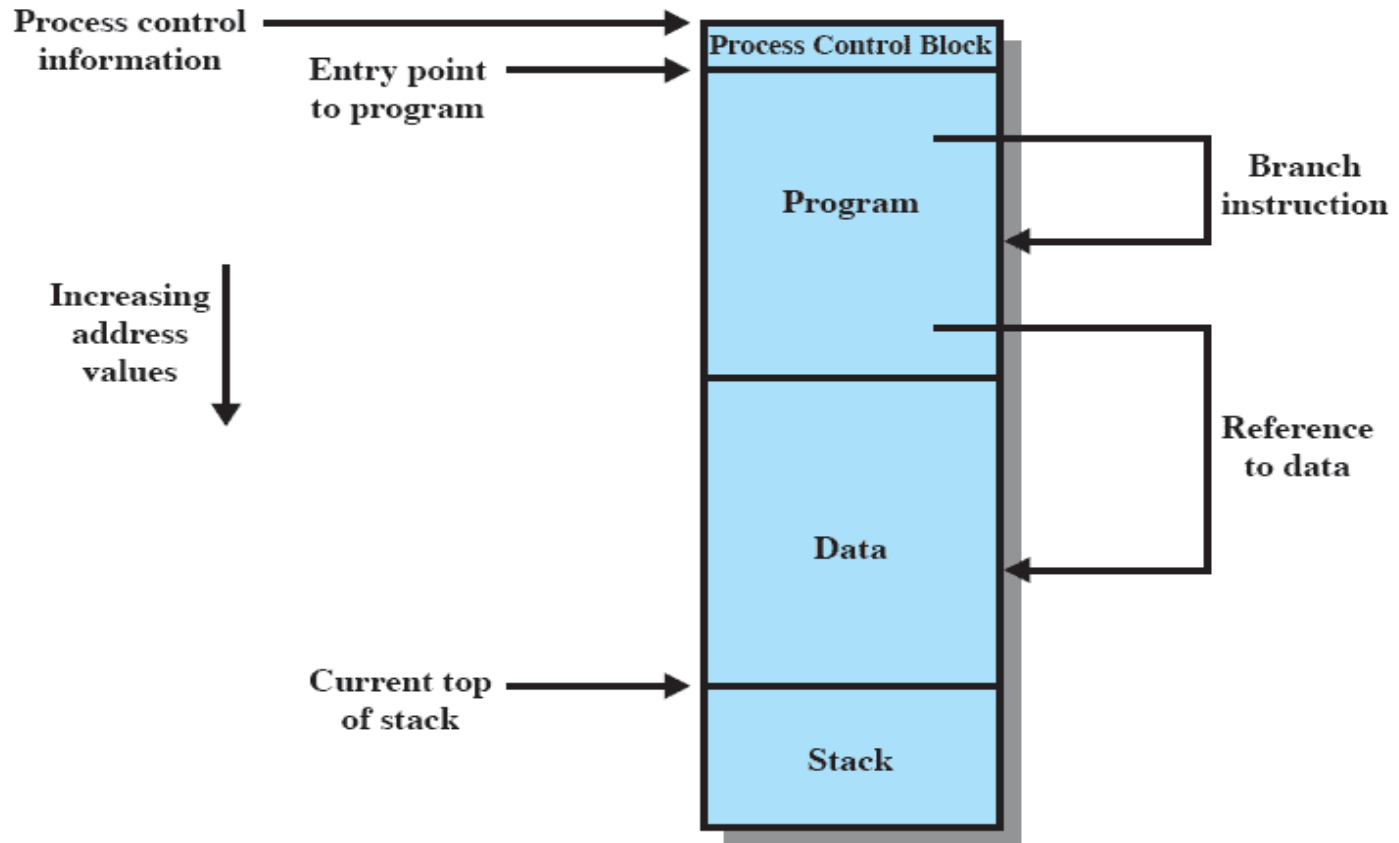 Process control
information
Process Control Block
Entry point
to program
Branch
instruction
Program
Increasing
address
values
Reference
to data
Data
Current top
of stack
Stack